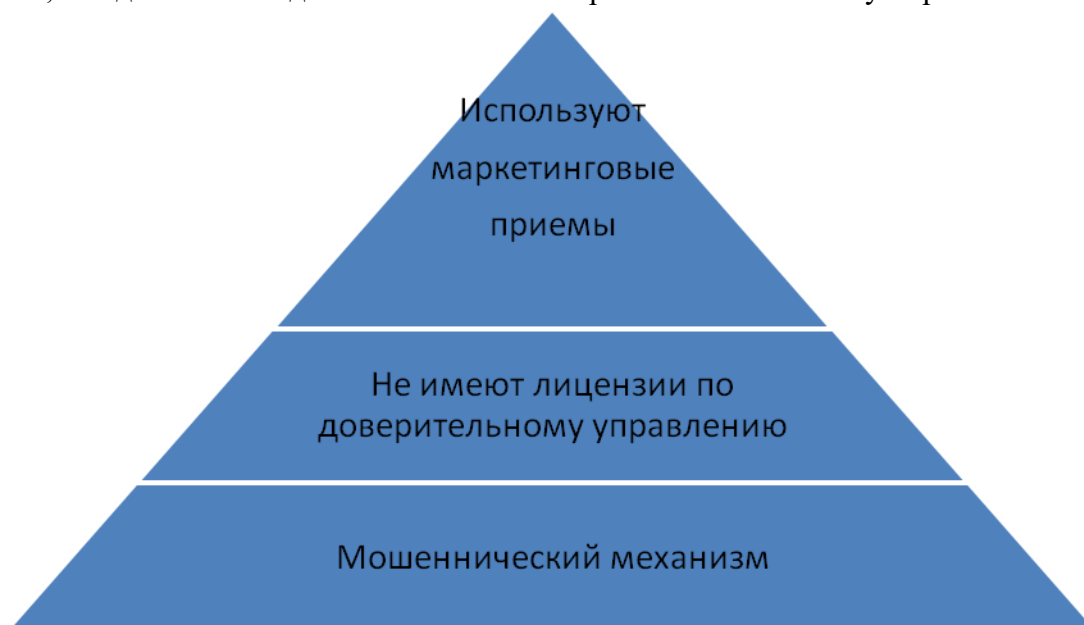 Используют
маркетинговые
приемы
Не имеют лицензии по
доверительному управлению
Мошеннический механизм